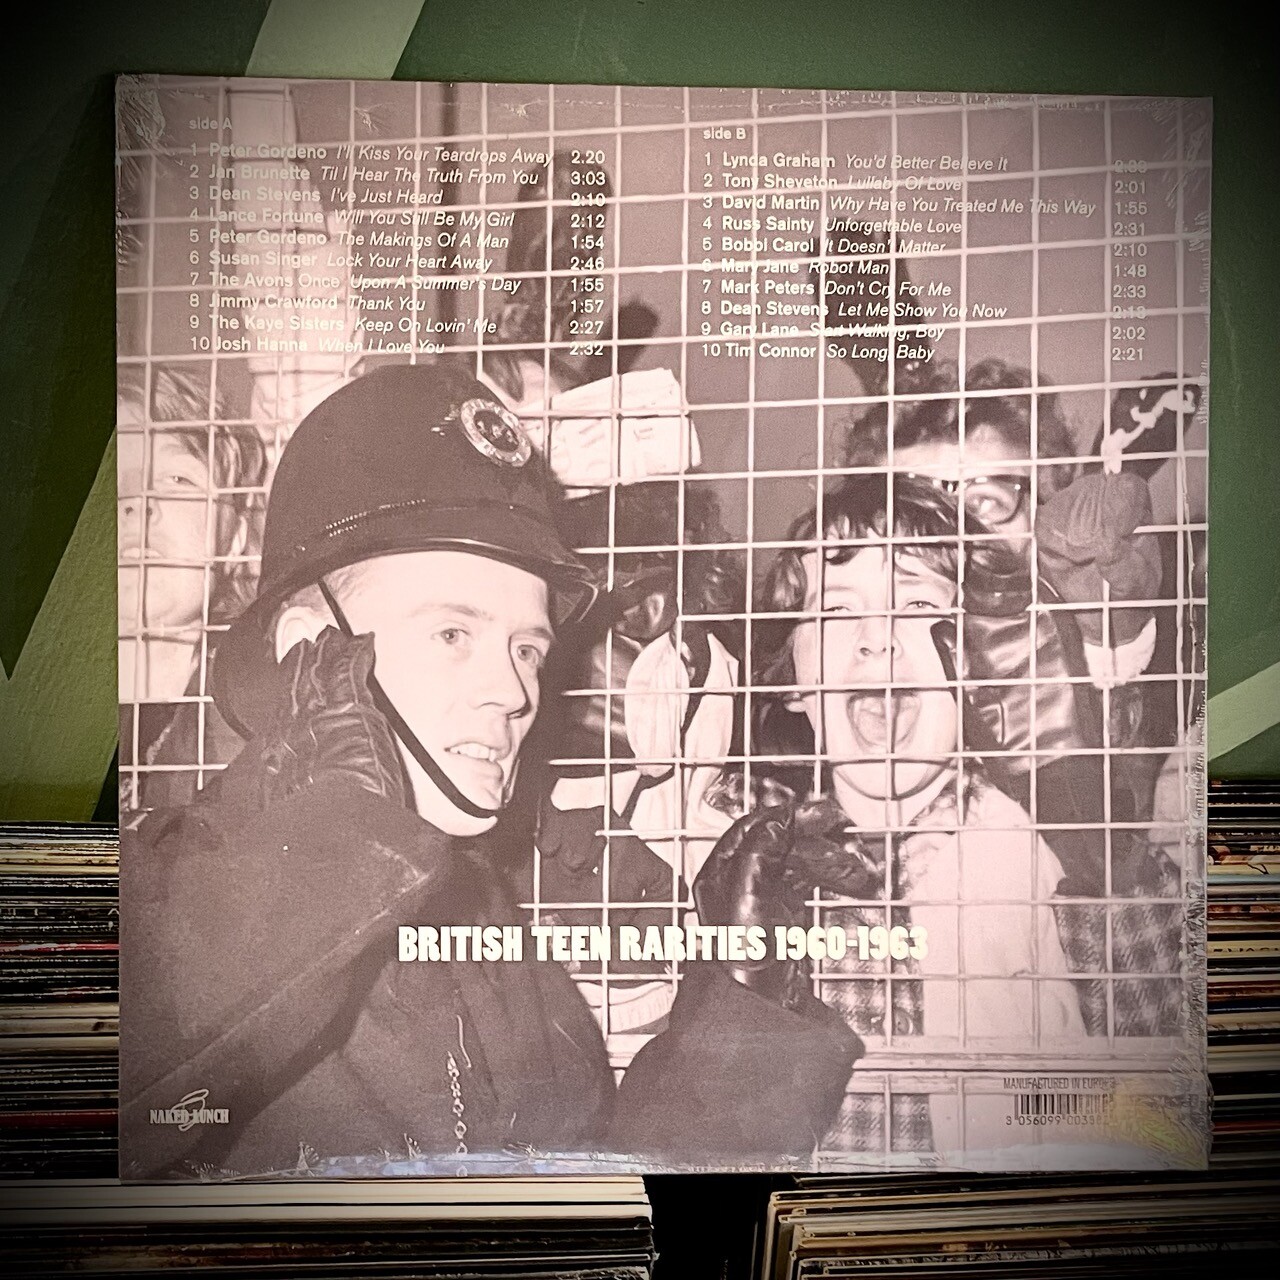 side A
1 Peter Gordeno I'll Kiss Your Teardrops Away 2.20
2 Jan Brunette Till I Hear The Truth From You 3:03
3 Dean Stevens I've Just Heard 2:10
4 Lance Fortune Will You Still Be My Girl 2:12
5 Peter Gordeno The Makings Of A Man 1:54
6 Susan Singer Lock Your Heart Away 2:46
7 The Avons Once Upon A Summer's Day 1:55
8 Jimmy Crawford Thank You 1:57
9 The Kaye Sisters Keep On Lovin' Me 2:27
10 Josh Hanna When I Love You 2:32
side B
1 Lynda Graham You'd Better Believe It
2 Tony Sheveton Lullaby Of Love 2:01
3 David Martin Why Have You Treated Me This Way 1:55
4 Russ Sainty Unforgettable Love 2:31
5 Bobbi Carol It Doesn't Matter 2:10
6 Mary Jane Robot Man 1:48
7 Mark Peters Don't Cry For Me 2:33
8 Dean Stevens Let Me Show You Now 2:18
9 Gary Lane Start Walking, Boy 2:02
10 Tim Connor So Long, Baby 2:21
BRITISH TEEN RARITIES 1960-1963
NAKED LUNCH
MANUFACTURED IN EUROPE